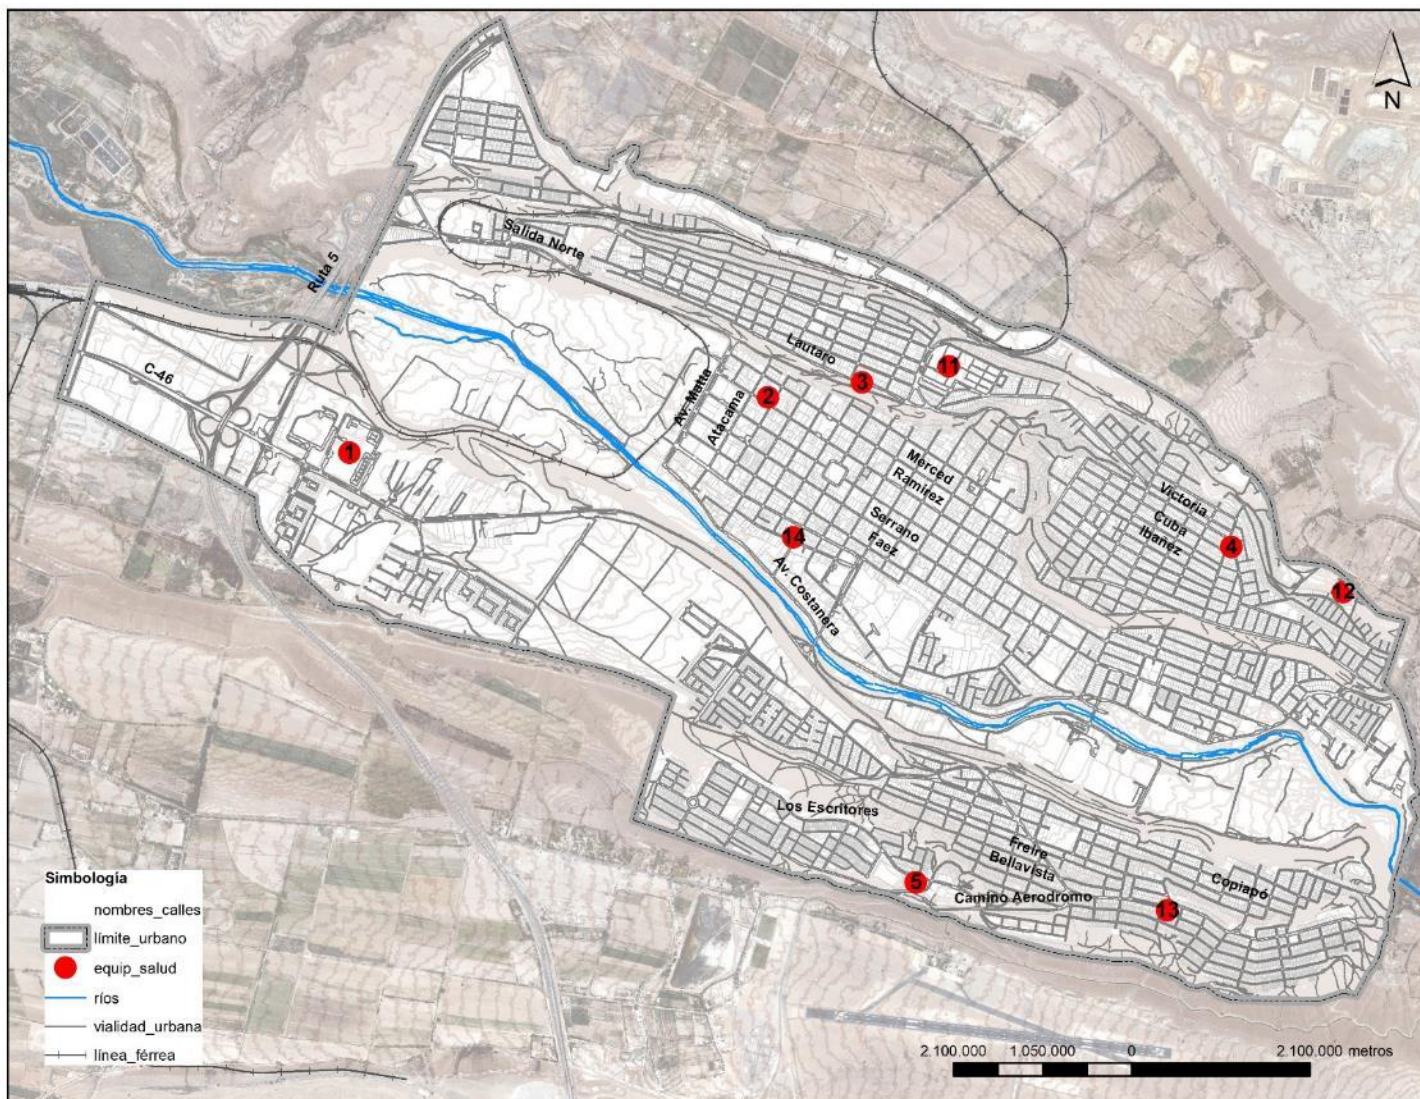 N
Salida Norte
Ruta 5
Lautaro
11
3
C-46
Av. Matta
Atacama
2
1
Merced
Ramírez
Victoria
Cuba
Ibañez
Serrano
Faez
4
14
12
Av. Costanera
Los Escritores
Freire
Bellavista
5
Camino Aerodromo
Copiapó
13
Simbología
nombres_calles
límite_urbano
equip_salud
ríos
vialidad_urbana
línea_férrea
2.100.000 1.050.000 0 2.100.000 metros